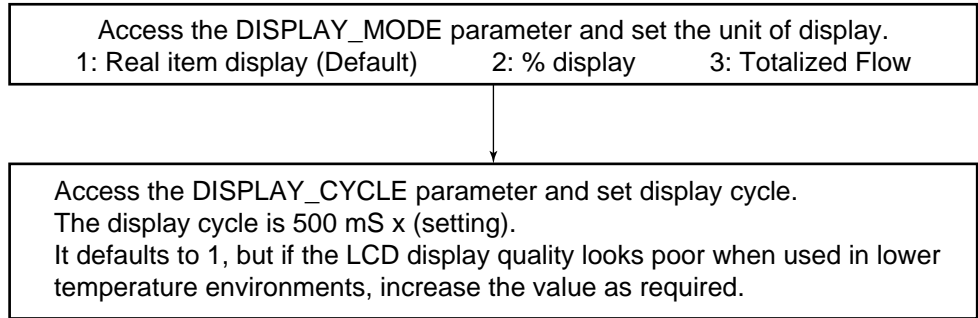 Access the DISPLAY_MODE parameter and set the unit of display.
1: Real item display (Default) 2: % display 3: Totalized Flow
Access the DISPLAY_CYCLE parameter and set display cycle.
The display cycle is 500 mS x (setting).
It defaults to 1, but if the LCD display quality looks poor when used in lower
temperature environments, increase the value as required.